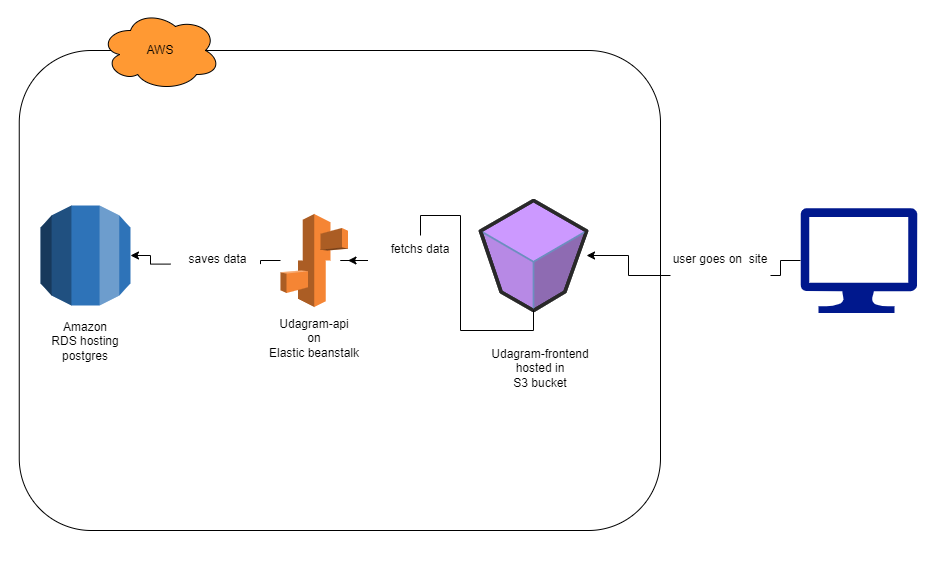 AWS
saves data
fetchs data
user goes on  site
Amazon
RDS hosting
postgres
Udagram-api
on
Elastic beanstalk
Udagram-frontend
hosted in
S3 bucket